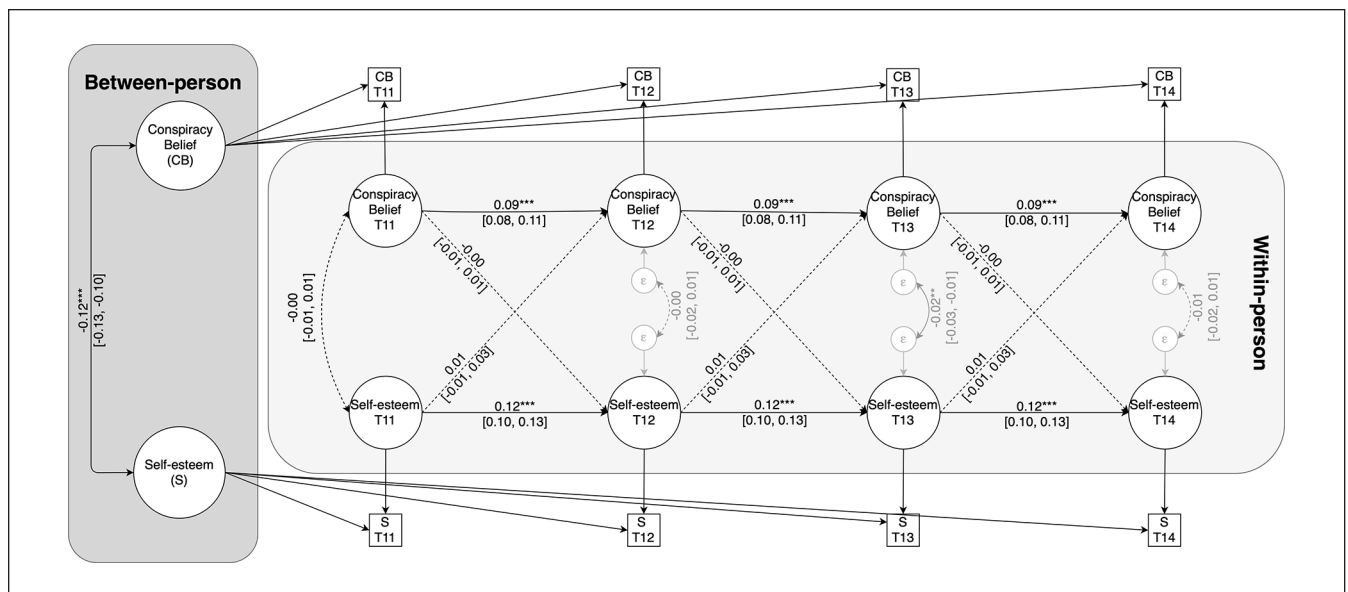 Between-person
Conspiracy
Belief
(CB)
-0.12***
[-0.13, -0.10]
Self-esteem
(S)
CB
T11
CB
T12
CB
T13
CB
T14
Within-person
Conspiracy
Belief
T11
0.09***
[0.08, 0.11]
Conspiracy
Belief
T12
0.09***
[0.08, 0.11]
Conspiracy
Belief
T13
0.09***
[0.08, 0.11]
Conspiracy
Belief
T14
-0.00
[-0.01, 0.01]
-0.00
[-0.01, 0.01]
0.01
[-0.01, 0.03]
ε
ε
-0.00
[-0.02, 0.01]
-0.00
[-0.01, 0.01]
0.01
[-0.01, 0.03]
ε
ε
-0.02**
[-0.03, -0.01]
-0.00
[-0.01, 0.01]
0.01
[-0.01, 0.03]
ε
ε
-0.01
[-0.02, 0.01]
Self-esteem
T11
0.12***
[0.10, 0.13]
Self-esteem
T12
0.12***
[0.10, 0.13]
Self-esteem
T13
0.12***
[0.10, 0.13]
Self-esteem
T14
S
T11
S
T12
S
T13
S
T14